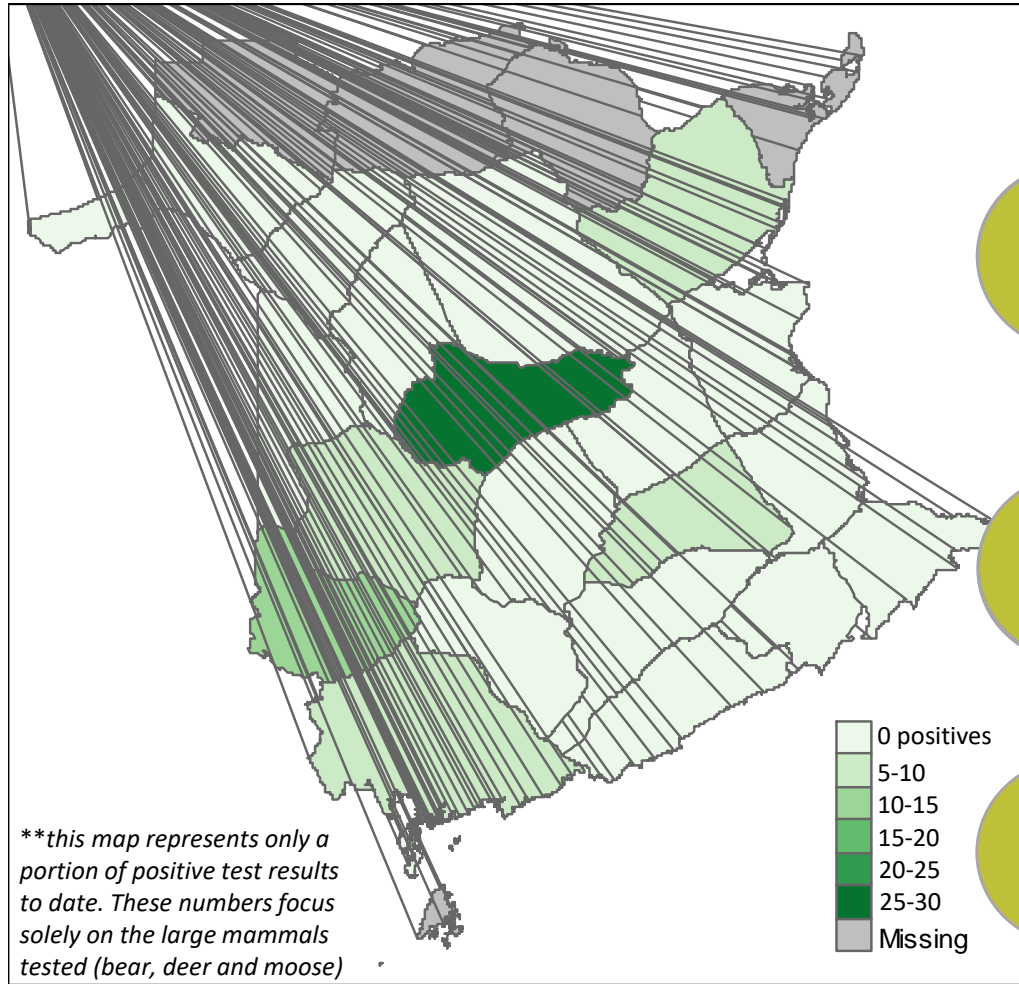 0 positives
5-10
10-15
15-20
20-25
25-30
Missing
**this map represents only a
portion of positive test results
to date. These numbers focus
solely on the large mammals
tested (bear, deer and moose)